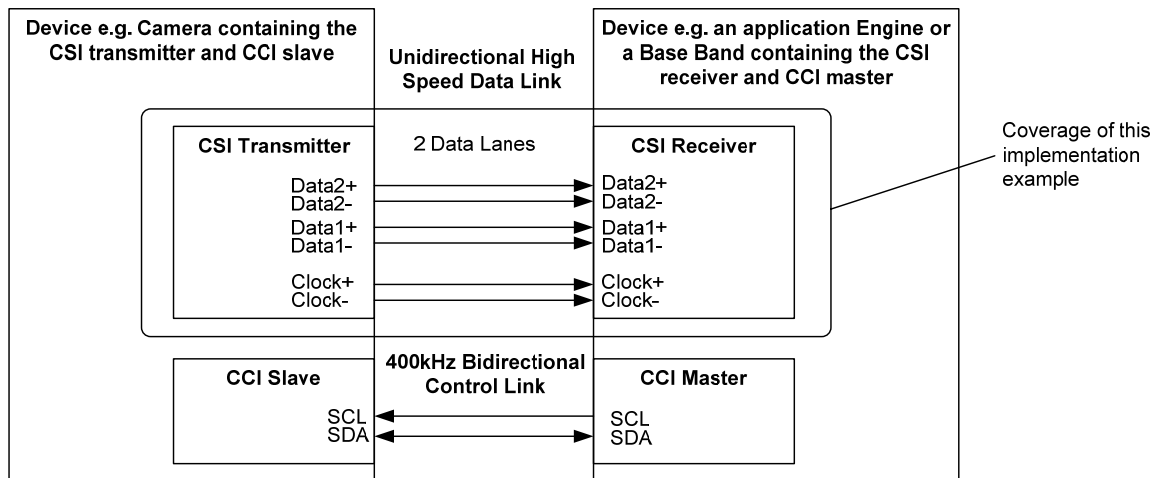 Device e.g. Camera containing the
CSI transmitter and CCI slave
Unidirectional High
Speed Data Link
Device e.g. an application Engine or
a Base Band containing the CSI
receiver and CCI master
Coverage of this
implementation
example
CSI Transmitter
2 Data Lanes
CSI Receiver
Data2+
Data2-
Data1+
Data1-
Clock+
Clock-
Data2+
Data2-
Data1+
Data1-
Clock+
Clock-
400kHz Bidirectional
Control Link
CCI Slave
SCL
SDA
CCI Master
SCL
SDA